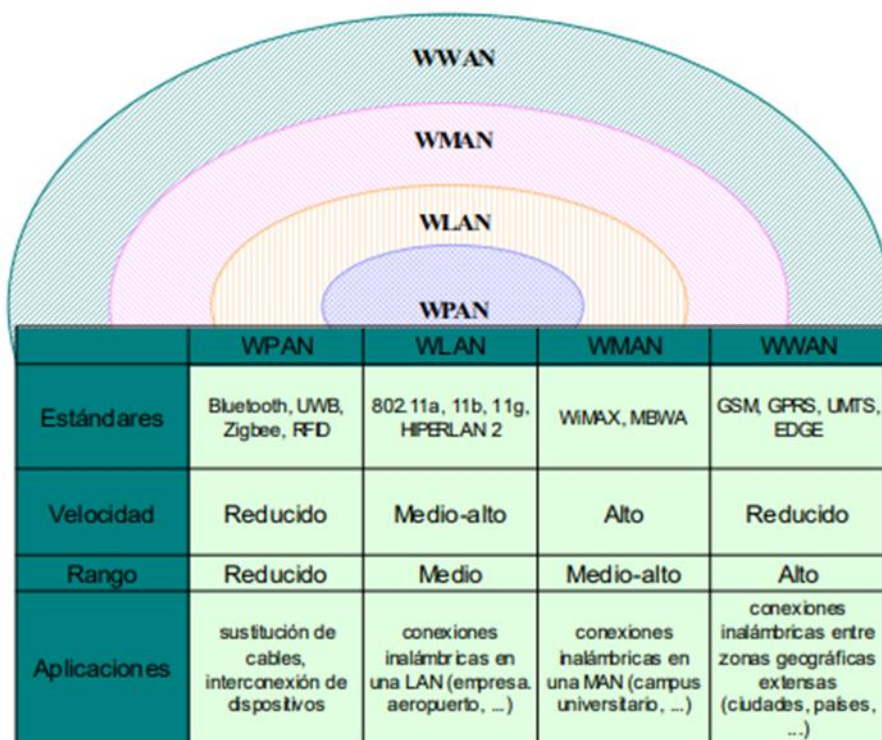 WWAN
WMAN
WLAN
WPAN
WPAN WLAN WMAN WWAN
Estándares
Bluetooth, UWB,
Zigbee, RFID
802.11a, 11b, 11g,
HIPERLAN 2
WiMAX, MBWA
GSM, GPRS, UMTS,
EDGE
Velocidad Reducido Medio-alto Alto Reducido
Rango Reducido Medio Medio-alto Alto
Aplicaciones
sustitución de
cables,
interconexión de
dispositivos
conexiones
inalámbricas en
una LAN (empresa.
aeropuerto, ...)
conexiones
inalámbricas en
una MAN (campus
universitario, ...)
conexiones
inalámbricas entre
zonas geográficas
extensas
(ciudades, países,
...)